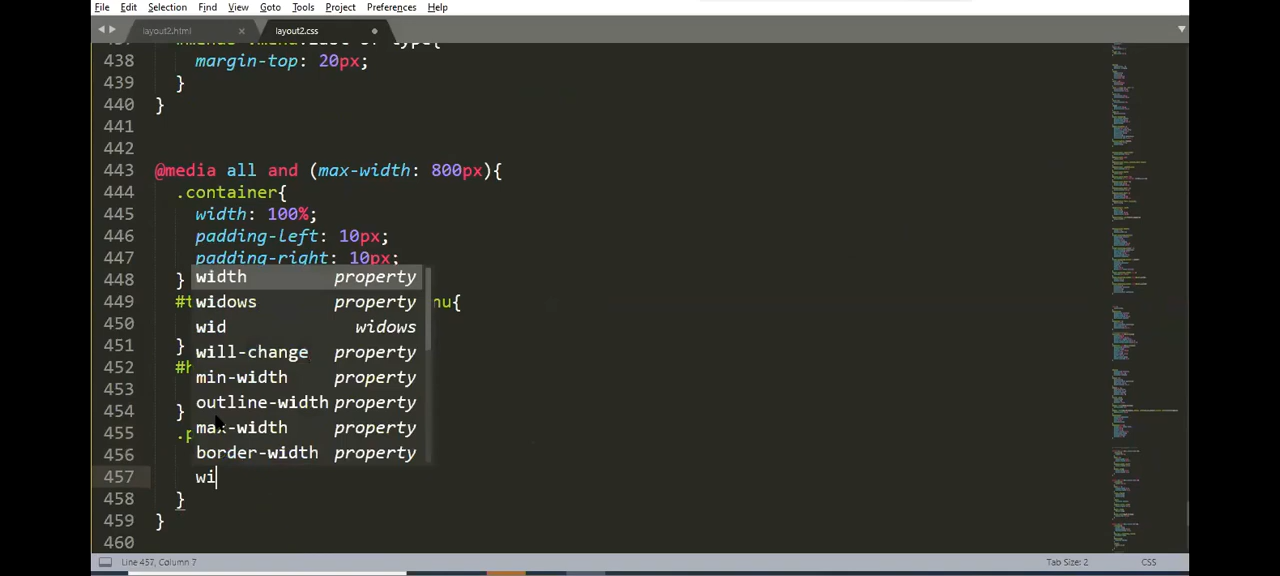 File Edit Selection Find View Goto Tools Project Preferences Help
layout2.html × layout2.css
438 margin-top: 20px;
439 }
440 }
441
442
443 @media all and (max-width: 800px){
444 .container{
445 width: 100%;
446 padding-left: 10px;
447 padding-right: 10px;
448 } width property
449 #t widows property nu{
450 wid widows
451 } will-change property
452 min-width property
453 outline-width property
454 } max-width property
455 .p border-width property
456
457 wi
458 }
459 }
460
Line 457, Column 7 Tab Size: 2 CSS